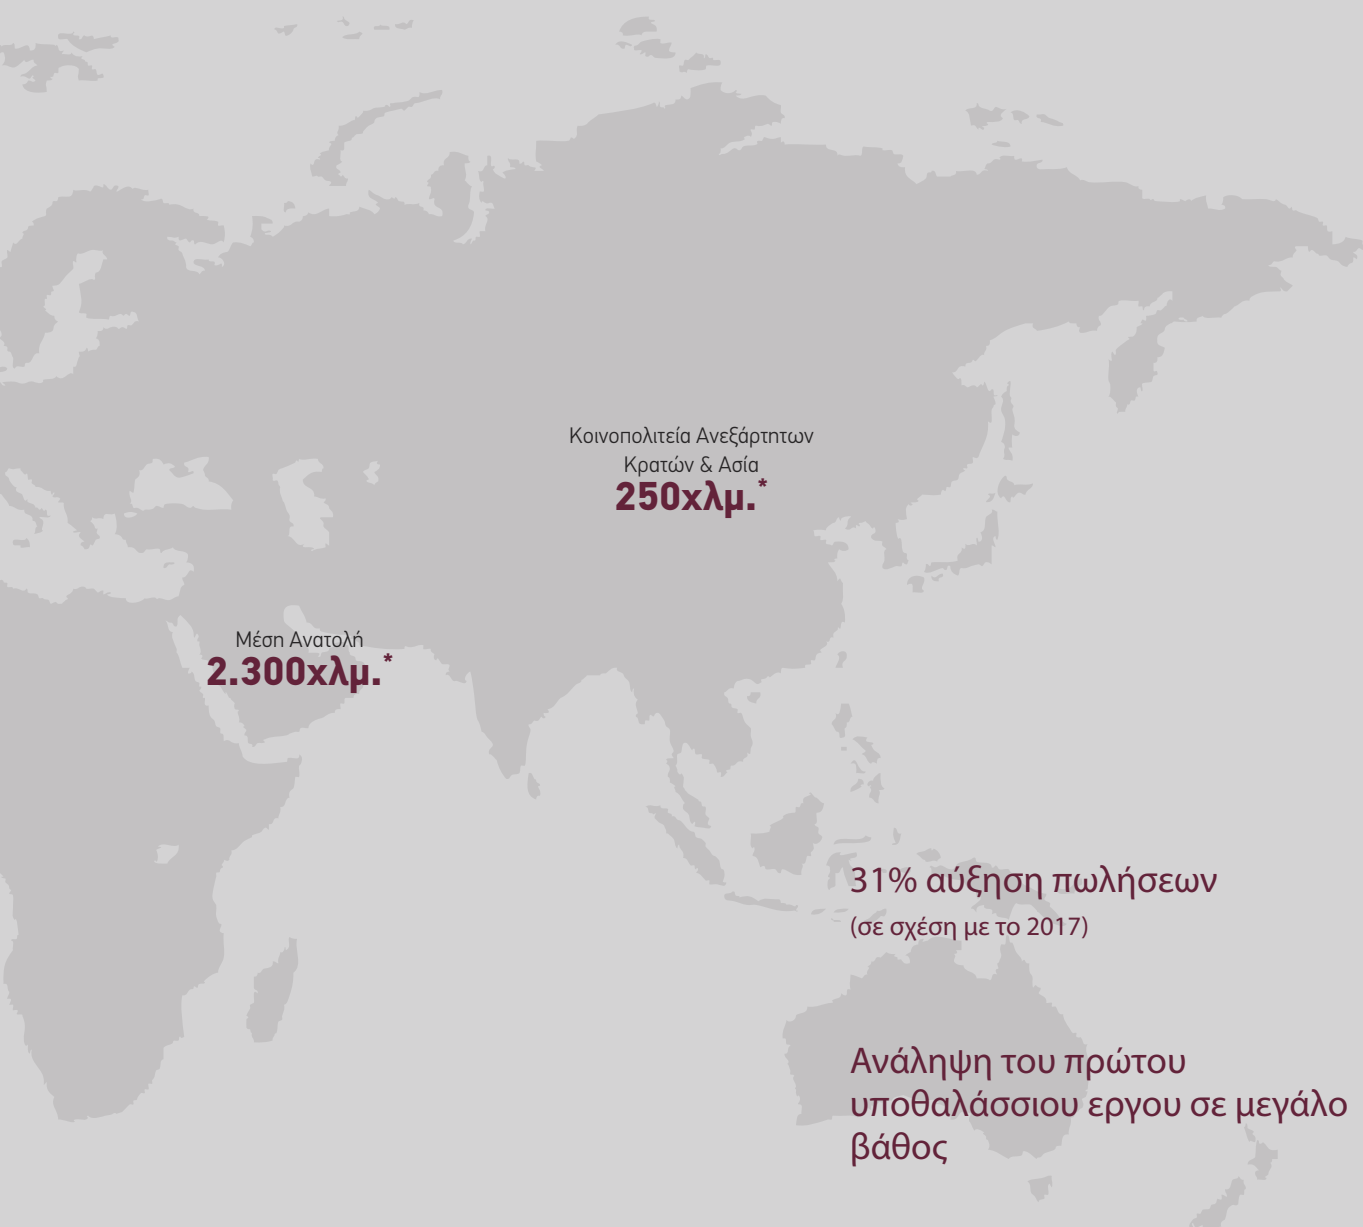 Κοινοπολιτεία Ανεξάρτητων
Κρατών & Ασία
250χλμ.*
Μέση Ανατολή
2.300χλμ.*
31% αύξηση πωλήσεων
(σε σχέση με το 2017)
Ανάληψη του πρώτου
υποθαλάσσιου εργου σε μεγάλο
βάθος